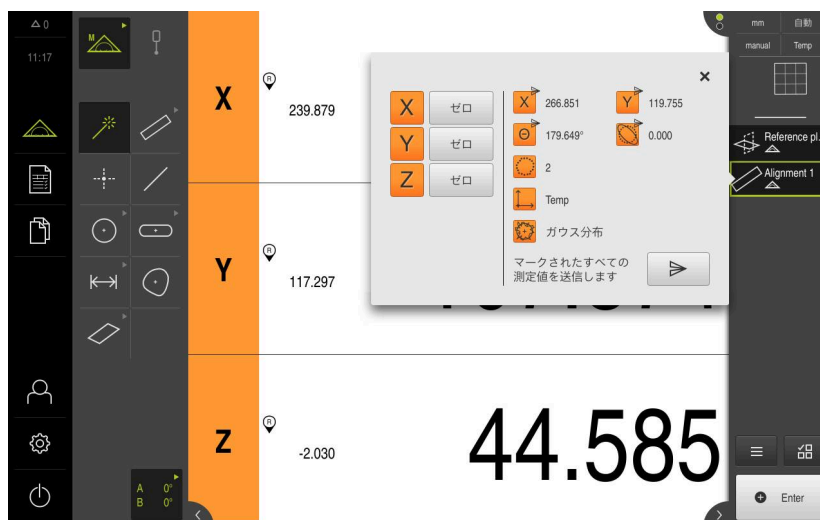 0
11:17
M
A 0°
B 0°
X
R
239.879
Y
R
117.297
Z
R
-2.030
44.585
X
ゼロ
Y
ゼロ
Z
ゼロ
X
266.851
Y
119.755
Θ
179.649°
0.000
2
Temp
ガウス分布
マークされたすべての
測定値を送信します
mm
自動
manual
Temp
Reference pl.
Alignment 1
Enter